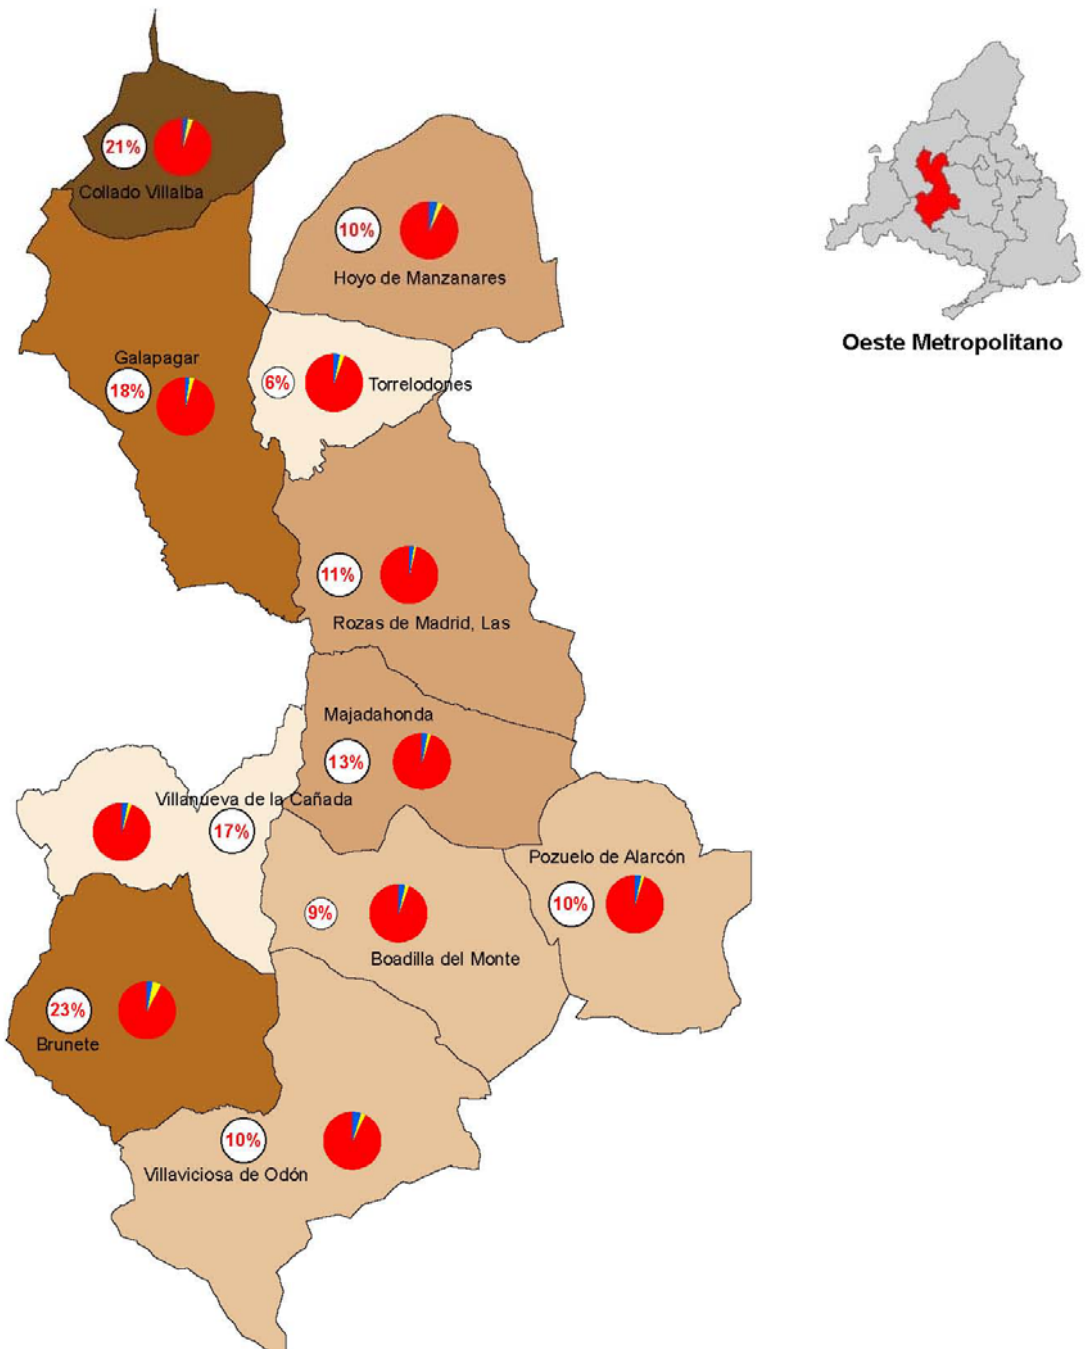 21%
Collado Villalba
10%
Hoyo de Manzanares
Oeste Metropolitano
Galapagar
18%
6%
Torrelodones
11%
Rozas de Madrid, Las
Majadahonda
13%
Villanueva de la Cañada
17%
Pozuelo de Alarcón
10%
9%
Boadilla del Monte
23%
Brunete
10%
Villaviciosa de Odón